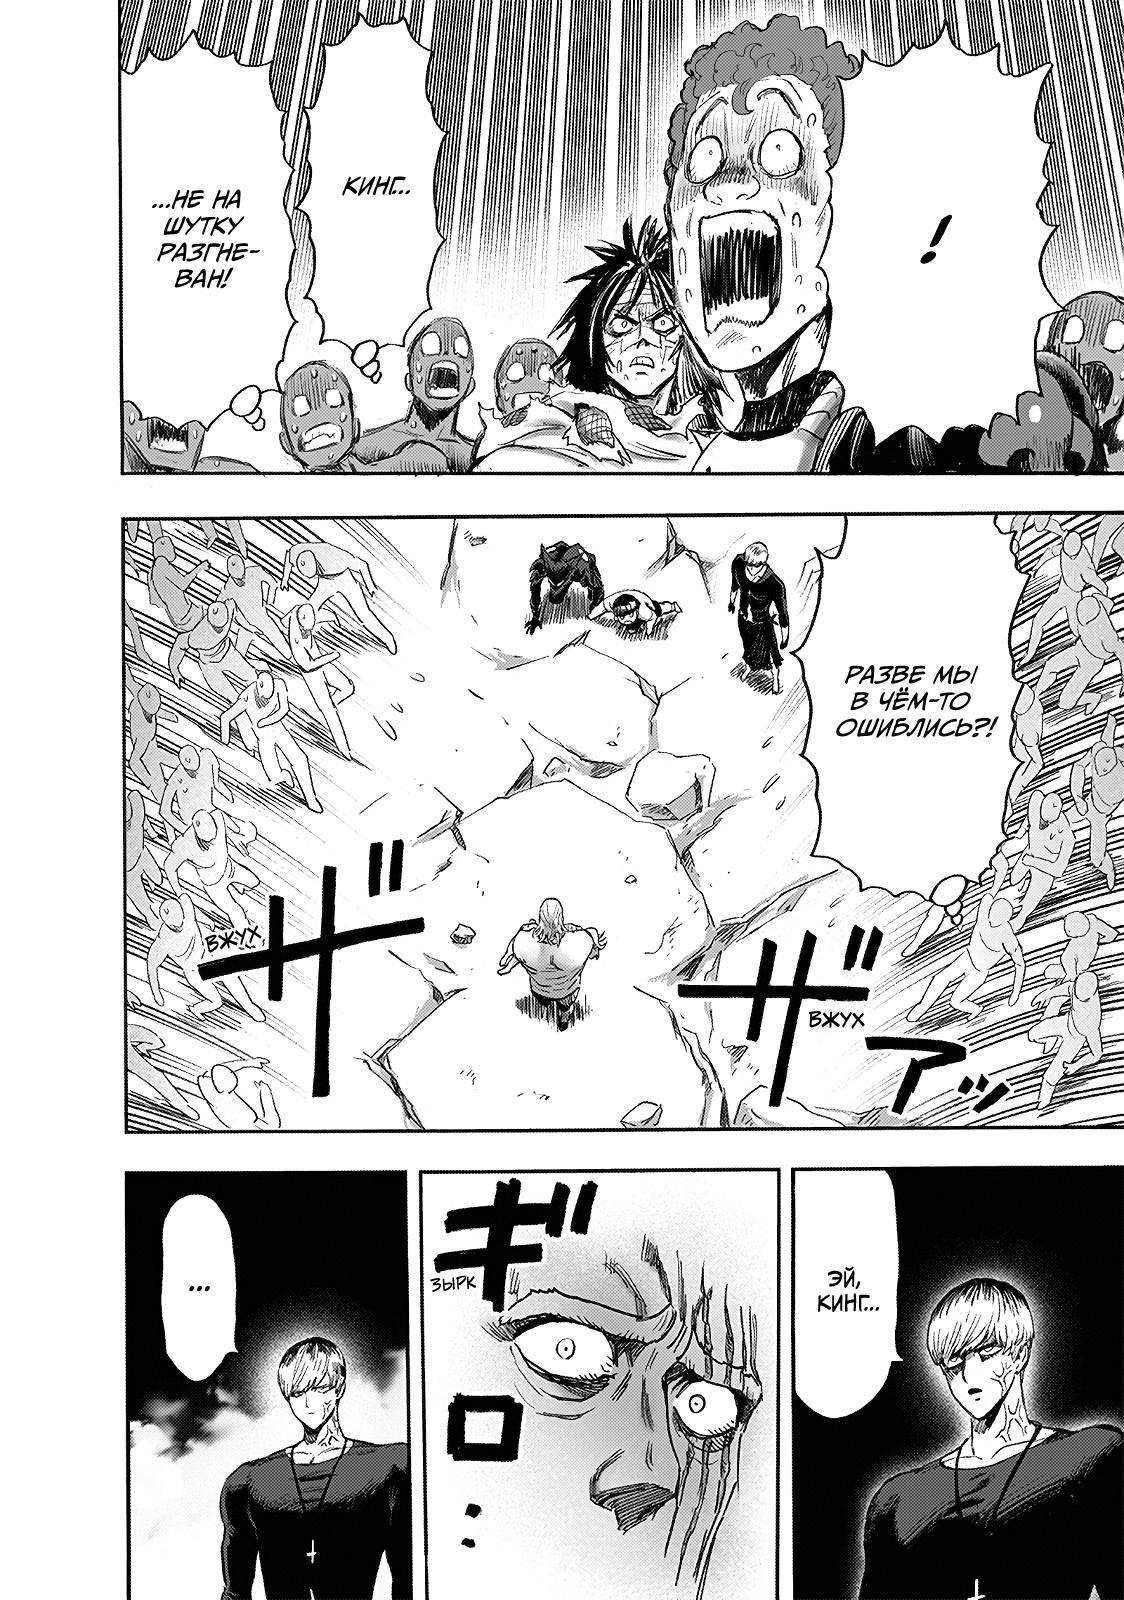 !
КИНГ...
...НЕ НА
ШУТКУ
РАЗГНЕ-
ВАН!
РАЗВЕ МЫ
В ЧЁМ-ТО
ОШИБЛИСЬ?!
ザザァッ
ВЖУХ
ВЖУХ
ЭЙ,
КИНГ...
ギロ...
ЗЫРК
...